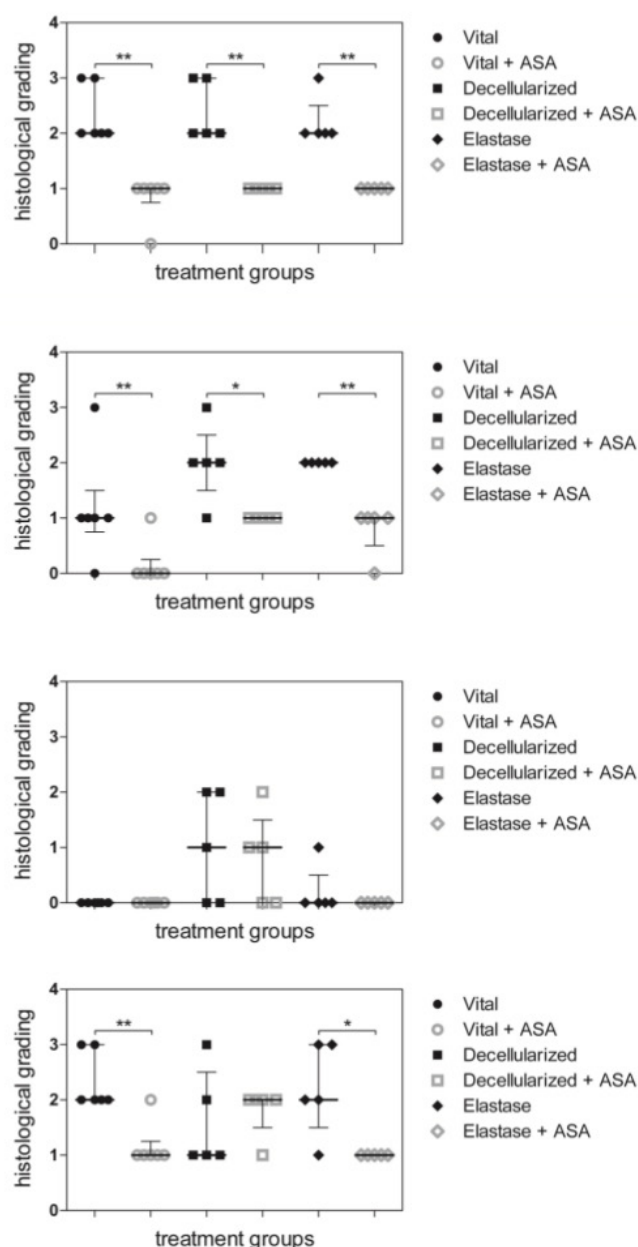 4
3
2
1
0
histological grading
** ** **
treatment groups
Vital
Vital + ASA
Decellularized
Decellularized + ASA
Elastase
Elastase + ASA
4
3
2
1
0
histological grading
** * **
treatment groups
Vital
Vital + ASA
Decellularized
Decellularized + ASA
Elastase
Elastase + ASA
4
3
2
1
0
histological grading
treatment groups
Vital
Vital + ASA
Decellularized
Decellularized + ASA
Elastase
Elastase + ASA
4
3
2
1
0
histological grading
** *
treatment groups
Vital
Vital + ASA
Decellularized
Decellularized + ASA
Elastase
Elastase + ASA